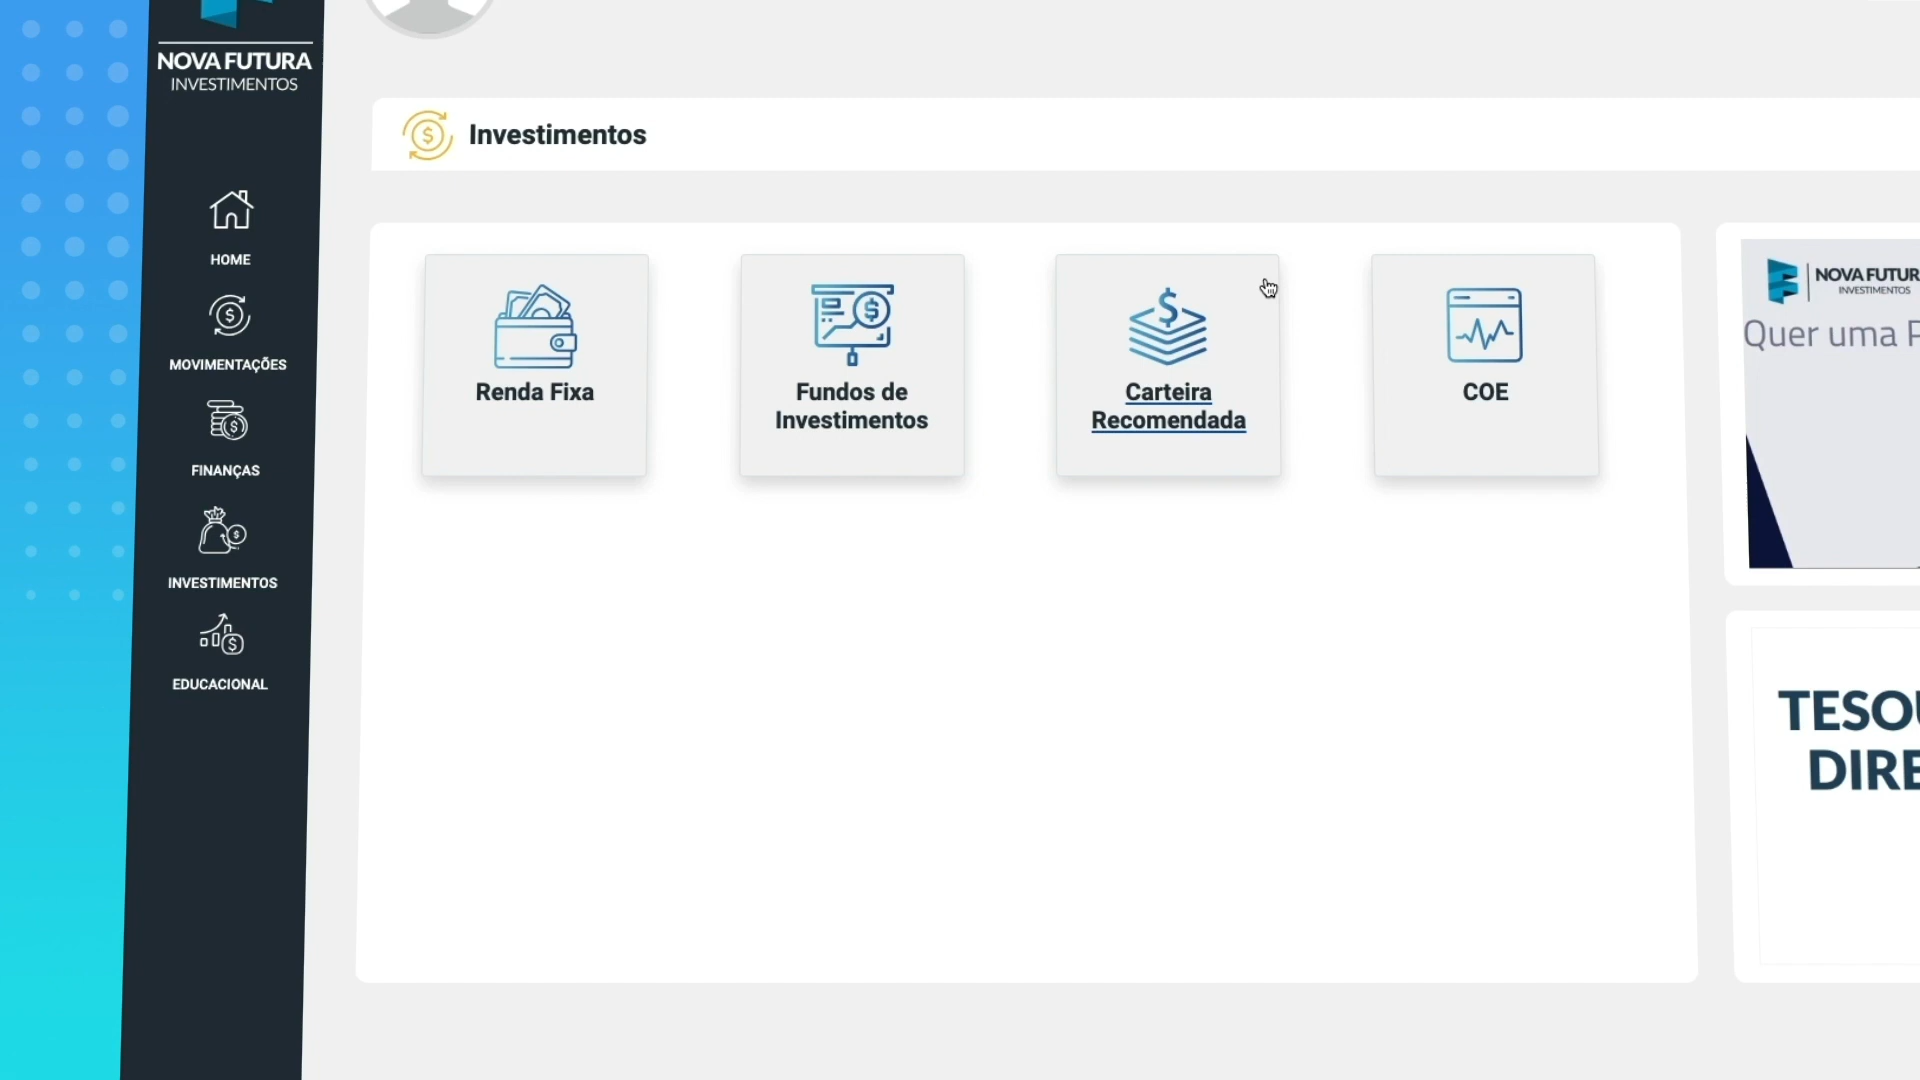 NOVA FUTURA
INVESTIMENTOS
HOME
MOVIMENTAÇÕES
FINANÇAS
INVESTIMENTOS
EDUCACIONAL
Investimentos
Renda Fixa
Fundos de
Investimentos
Carteira
Recomendada
COE
NOVA FUTUR
INVESTIMENTOS
Quer uma P
TESOU
DIRE